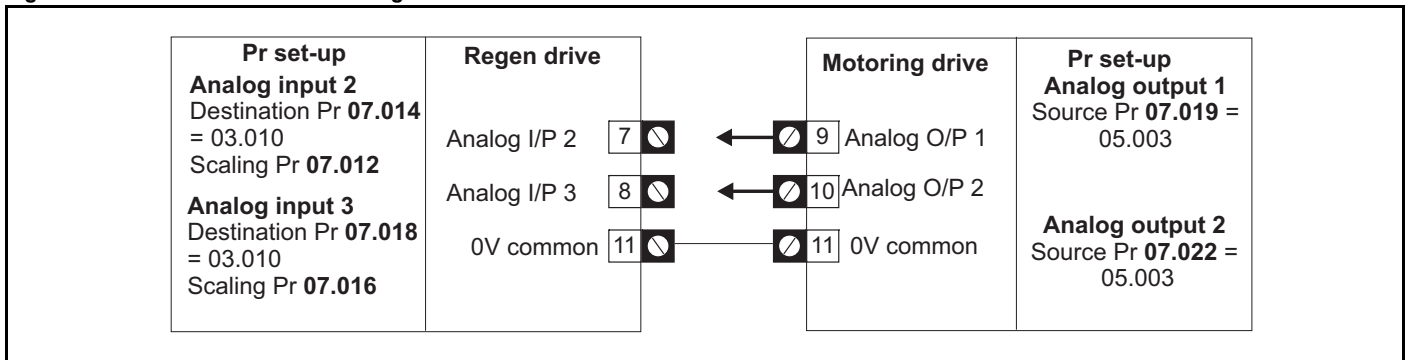 Pr set-up
Analog input 2
Destination Pr 07.014
= 03.010
Scaling Pr 07.012
Analog input 3
Destination Pr 07.018
= 03.010
Scaling Pr 07.016
Regen drive
Analog I/P 2 7
Analog I/P 3 8
0V common 11
Motoring drive
9 Analog O/P 1
10 Analog O/P 2
11 0V common
Pr set-up
Analog output 1
Source Pr 07.019 =
05.003
Analog output 2
Source Pr 07.022 =
05.003